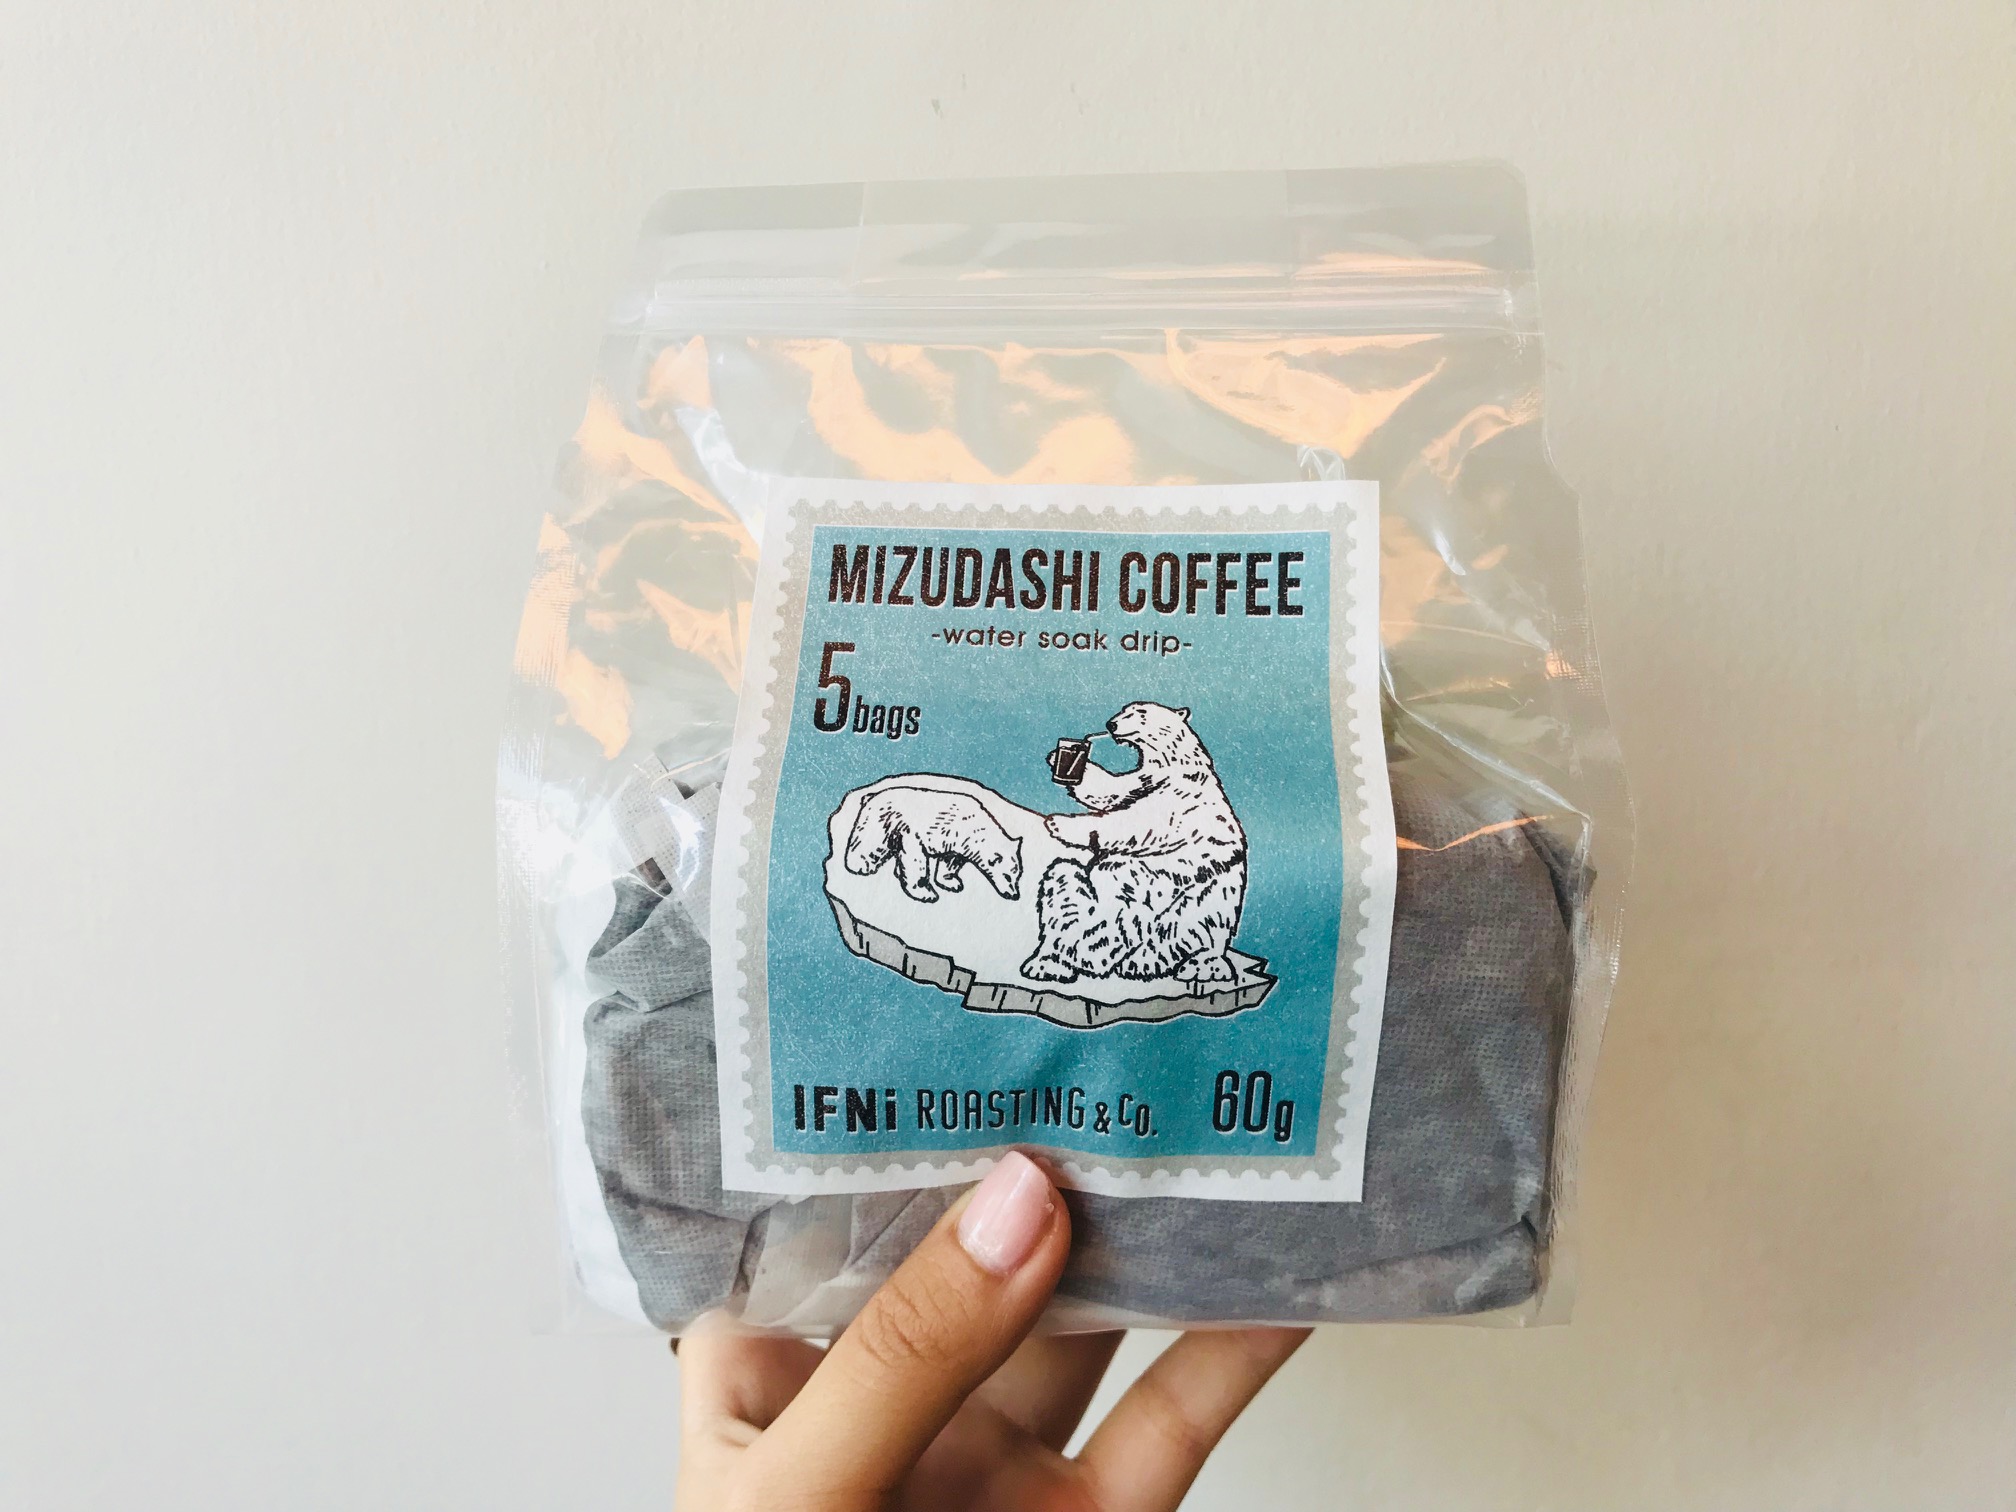 MIZUDASHI COFFEE
-water soak drip-
5bags
IFNi ROASTING & CO. 60g